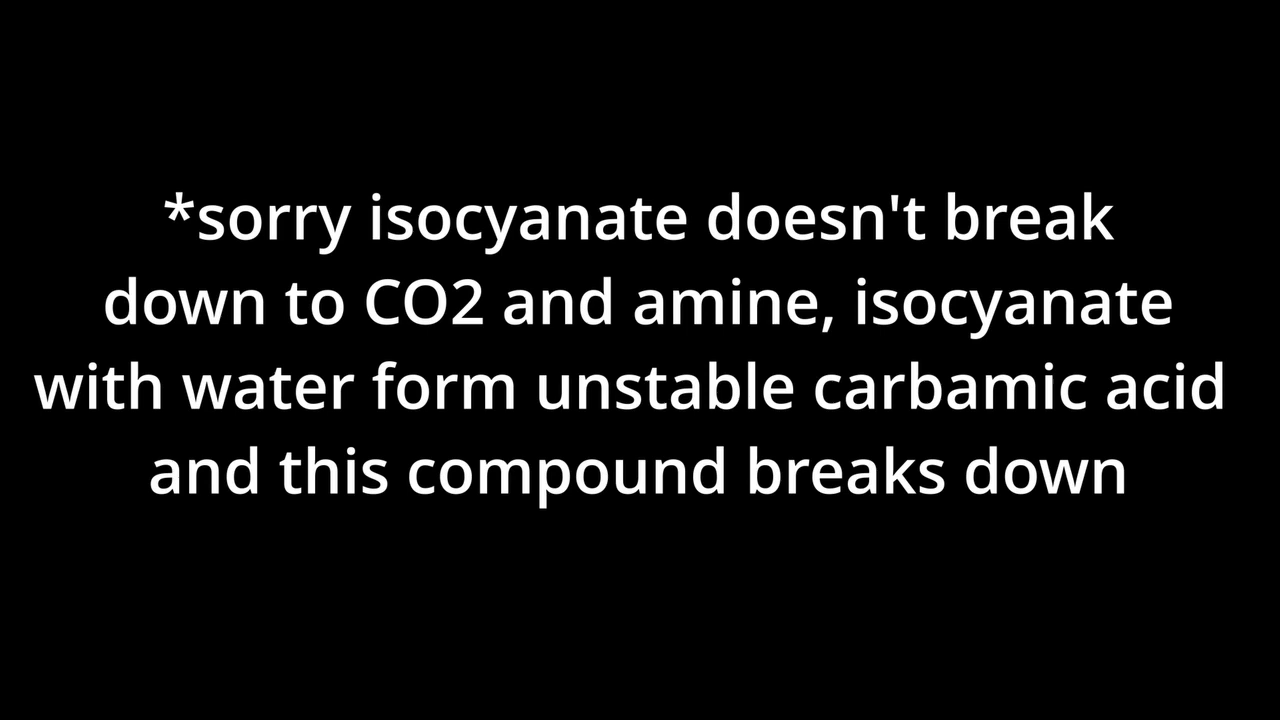 *sorry isocyanate doesn't break
down to CO2 and amine, isocyanate
with water form unstable carbamic acid
and this compound breaks down